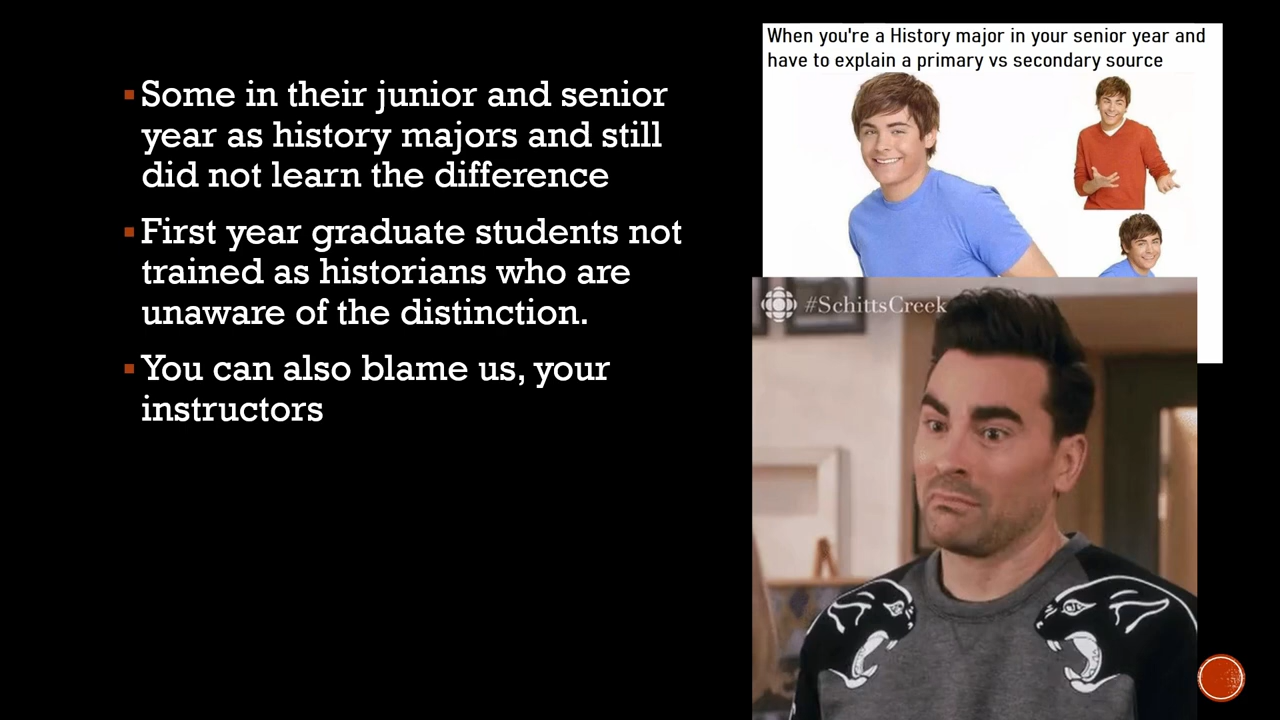 When you're a History major in your senior year and
have to explain a primary vs secondary source
Some in their junior and senior
year as history majors and still
did not learn the difference
First year graduate students not
trained as historians who are
unaware of the distinction.
You can also blame us, your
instructors
#SchittsCreek